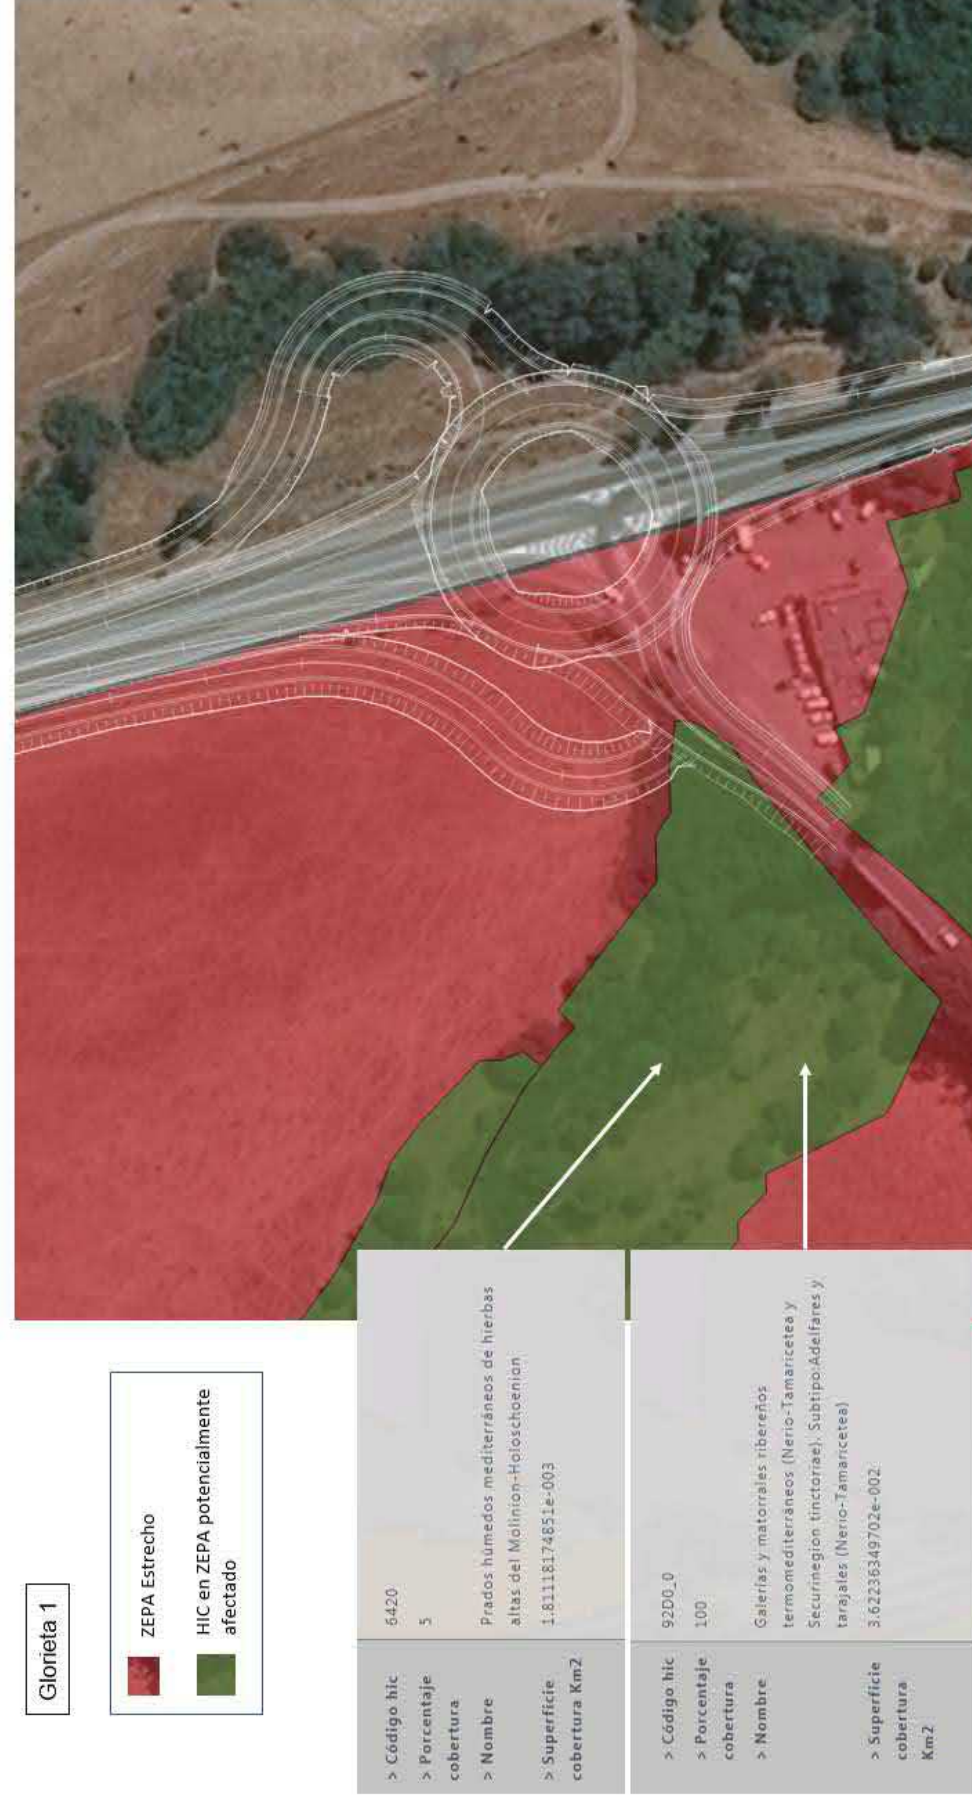 Glorieta 1
ZEPA Estrecho
HIC en ZEPA potencialmente
afectado
> Código hic 6420
> Porcentaje 5
cobertura
> Nombre Prados húmedos mediterráneos de hierbas
altas del Molinion-Holoschoenion
> Superficie 1.81118174851e-003
cobertura Km2
> Código hic 92D0_0
> Porcentaje 100
cobertura
> Nombre Galerías y matorrales ribereños
termomediterráneos (Nerio-Tamaricetea y
Securinegion tinctoriae). Subtipo:Adelfares y
tarajales (Nerio-Tamaricetea)
> Superficie 3.62236349702e-002
cobertura
Km2